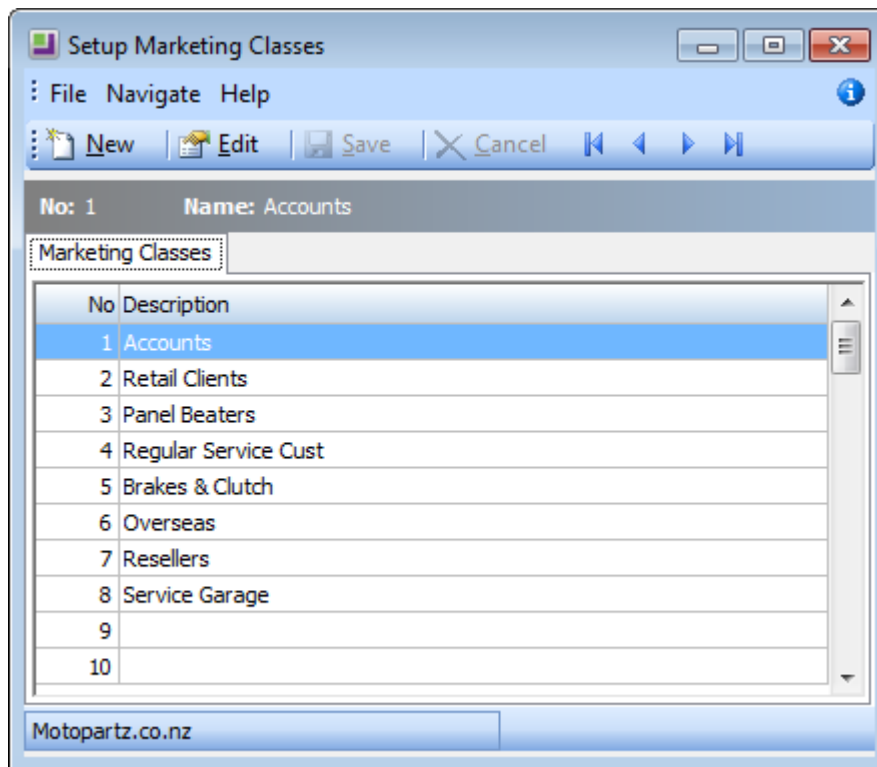 Setup Marketing Classes
File Navigate Help
New Edit Save Cancel
No: 1 Name: Accounts
Marketing Classes
No Description
1 Accounts
2 Retail Clients
3 Panel Beaters
4 Regular Service Cust
5 Brakes & Clutch
6 Overseas
7 Resellers
8 Service Garage
9
10
Motopartz.co.nz